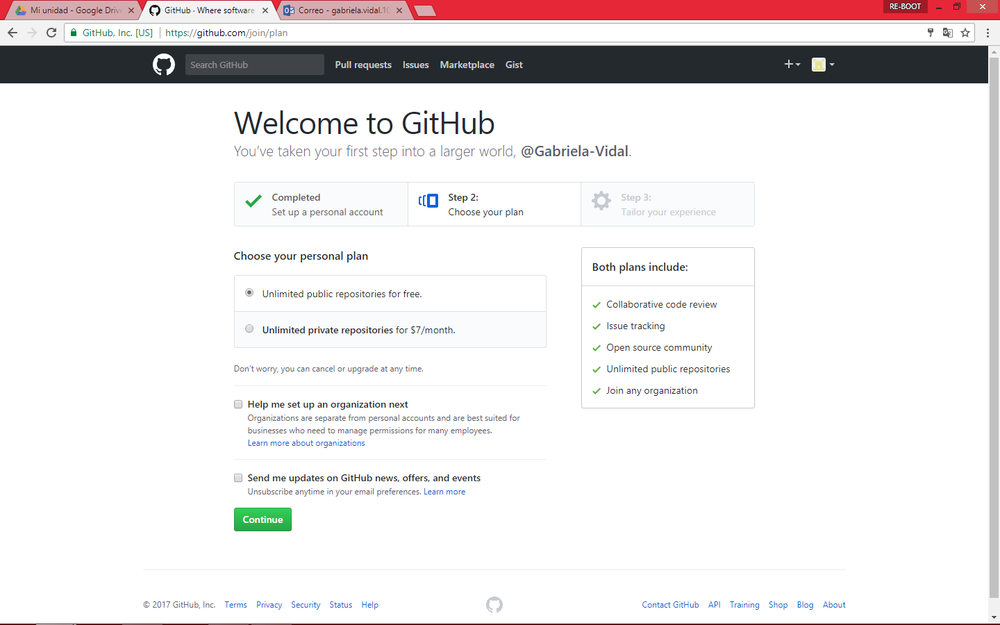 Mi unidad - Google Drive
GitHub · Where software
Correo - gabriela.vidal.10
RE-BOOT
GitHub, Inc. [US]
https://github.com/join/plan
Search GitHub
Pull requests
Issues
Marketplace
Gist
Welcome to GitHub
You’ve taken your first step into a larger world, @Gabriela-Vidal.
Completed
Set up a personal account
Step 2:
Choose your plan
Step 3:
Tailor your experience
Choose your personal plan
Unlimited public repositories for free.
Unlimited private repositories for $7/month.
Don’t worry, you can cancel or upgrade at any time.
Help me set up an organization next
Organizations are separate from personal accounts and are best suited for
businesses who need to manage permissions for many employees.
Learn more about organizations
Send me updates on GitHub news, offers, and events
Unsubscribe anytime in your email preferences. Learn more
Continue
Both plans include:
Collaborative code review
Issue tracking
Open source community
Unlimited public repositories
Join any organization
© 2017 GitHub, Inc.
Terms
Privacy
Security
Status
Help
Contact GitHub
API
Training
Shop
Blog
About